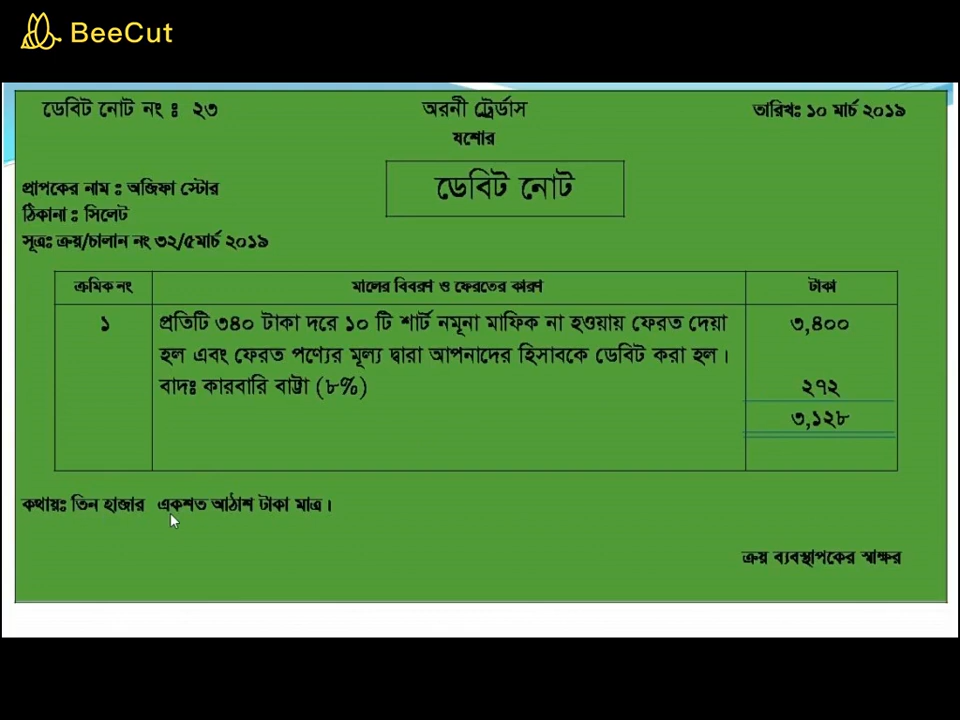 BeeCut
ডেবিট নোট নং ঃ ২৩ অরনী ট্রের্ডাস তারিখঃ ১০ মার্চ ২০১৯
যশোর
ডেবিট নোট
প্রাপকের নাম ঃ অজিফা স্টোর
ঠিকানা ঃ সিলেট
সূত্রঃ ক্রয়/চালান নং ৩২/৫মার্চ ২০১৯
ক্রমিক নং মালের বিবরণ ও ফেরতের কারণ টাকা
১ প্রতিটি ৩৪০ টাকা দরে ১০ টি শার্ট নমূনা মাফিক না হওয়ায় ফেরত দেয়া ৩,৪০০
হল এবং ফেরত পণ্যের মূল্য দ্বারা আপনাদের হিসাবকে ডেবিট করা হল।
বাদঃ কারবারি বাট্টা (৮%) ২৭২
৩,১২৮
কথায়ঃ তিন হাজার একশত আঠাশ টাকা মাত্র।
ক্রয় ব্যবস্থাপকের স্বাক্ষর